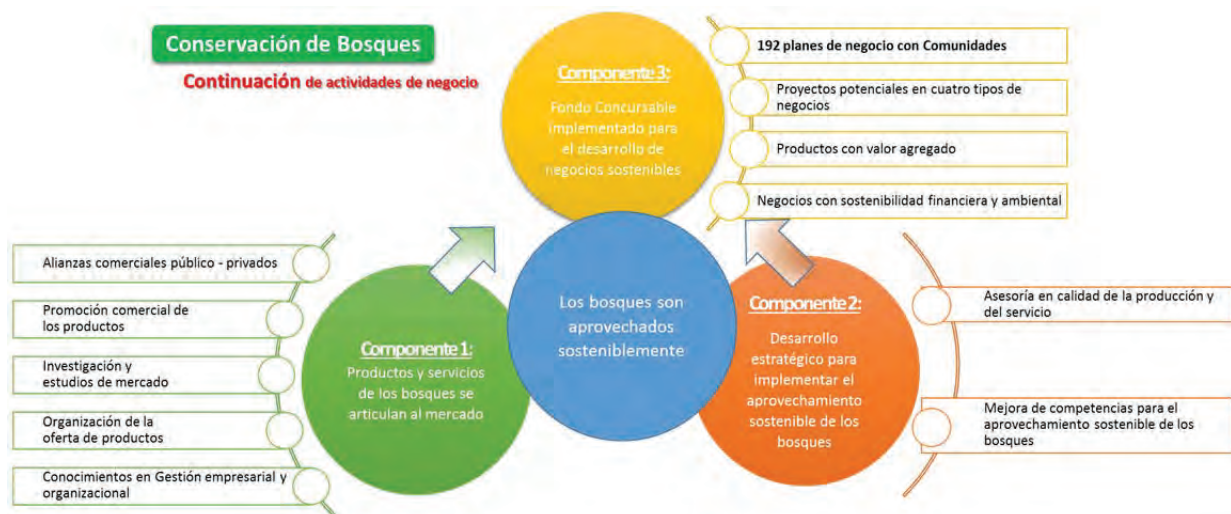 Conservación de Bosques
Continuación de actividades de negocio
Componente 3:
Fondo Concursable
implementado para
el desarrollo de
negocios sostenibles
192 planes de negocio con Comunidades
Proyectos potenciales en cuatro tipos de
negocios
Productos con valor agregado
Negocios con sostenibilidad financiera y ambiental
Alianzas comerciales público - privados
Promoción comercial de
los productos
Investigación y
estudios de mercado
Organización de la
oferta de productos
Conocimientos en Gestión empresarial y
organizacional
Componente 1:
Productos y servicios
de los bosques se
articulan al mercado
Los bosques son
aprovechados
sosteniblemente
Componente 2:
Desarrollo
estratégico para
implementar el
aprovechamiento
sostenible de los
bosques
Asesoría en calidad de la producción y
del servicio
Mejora de competencias para el
aprovechamiento sostenible de los
bosques